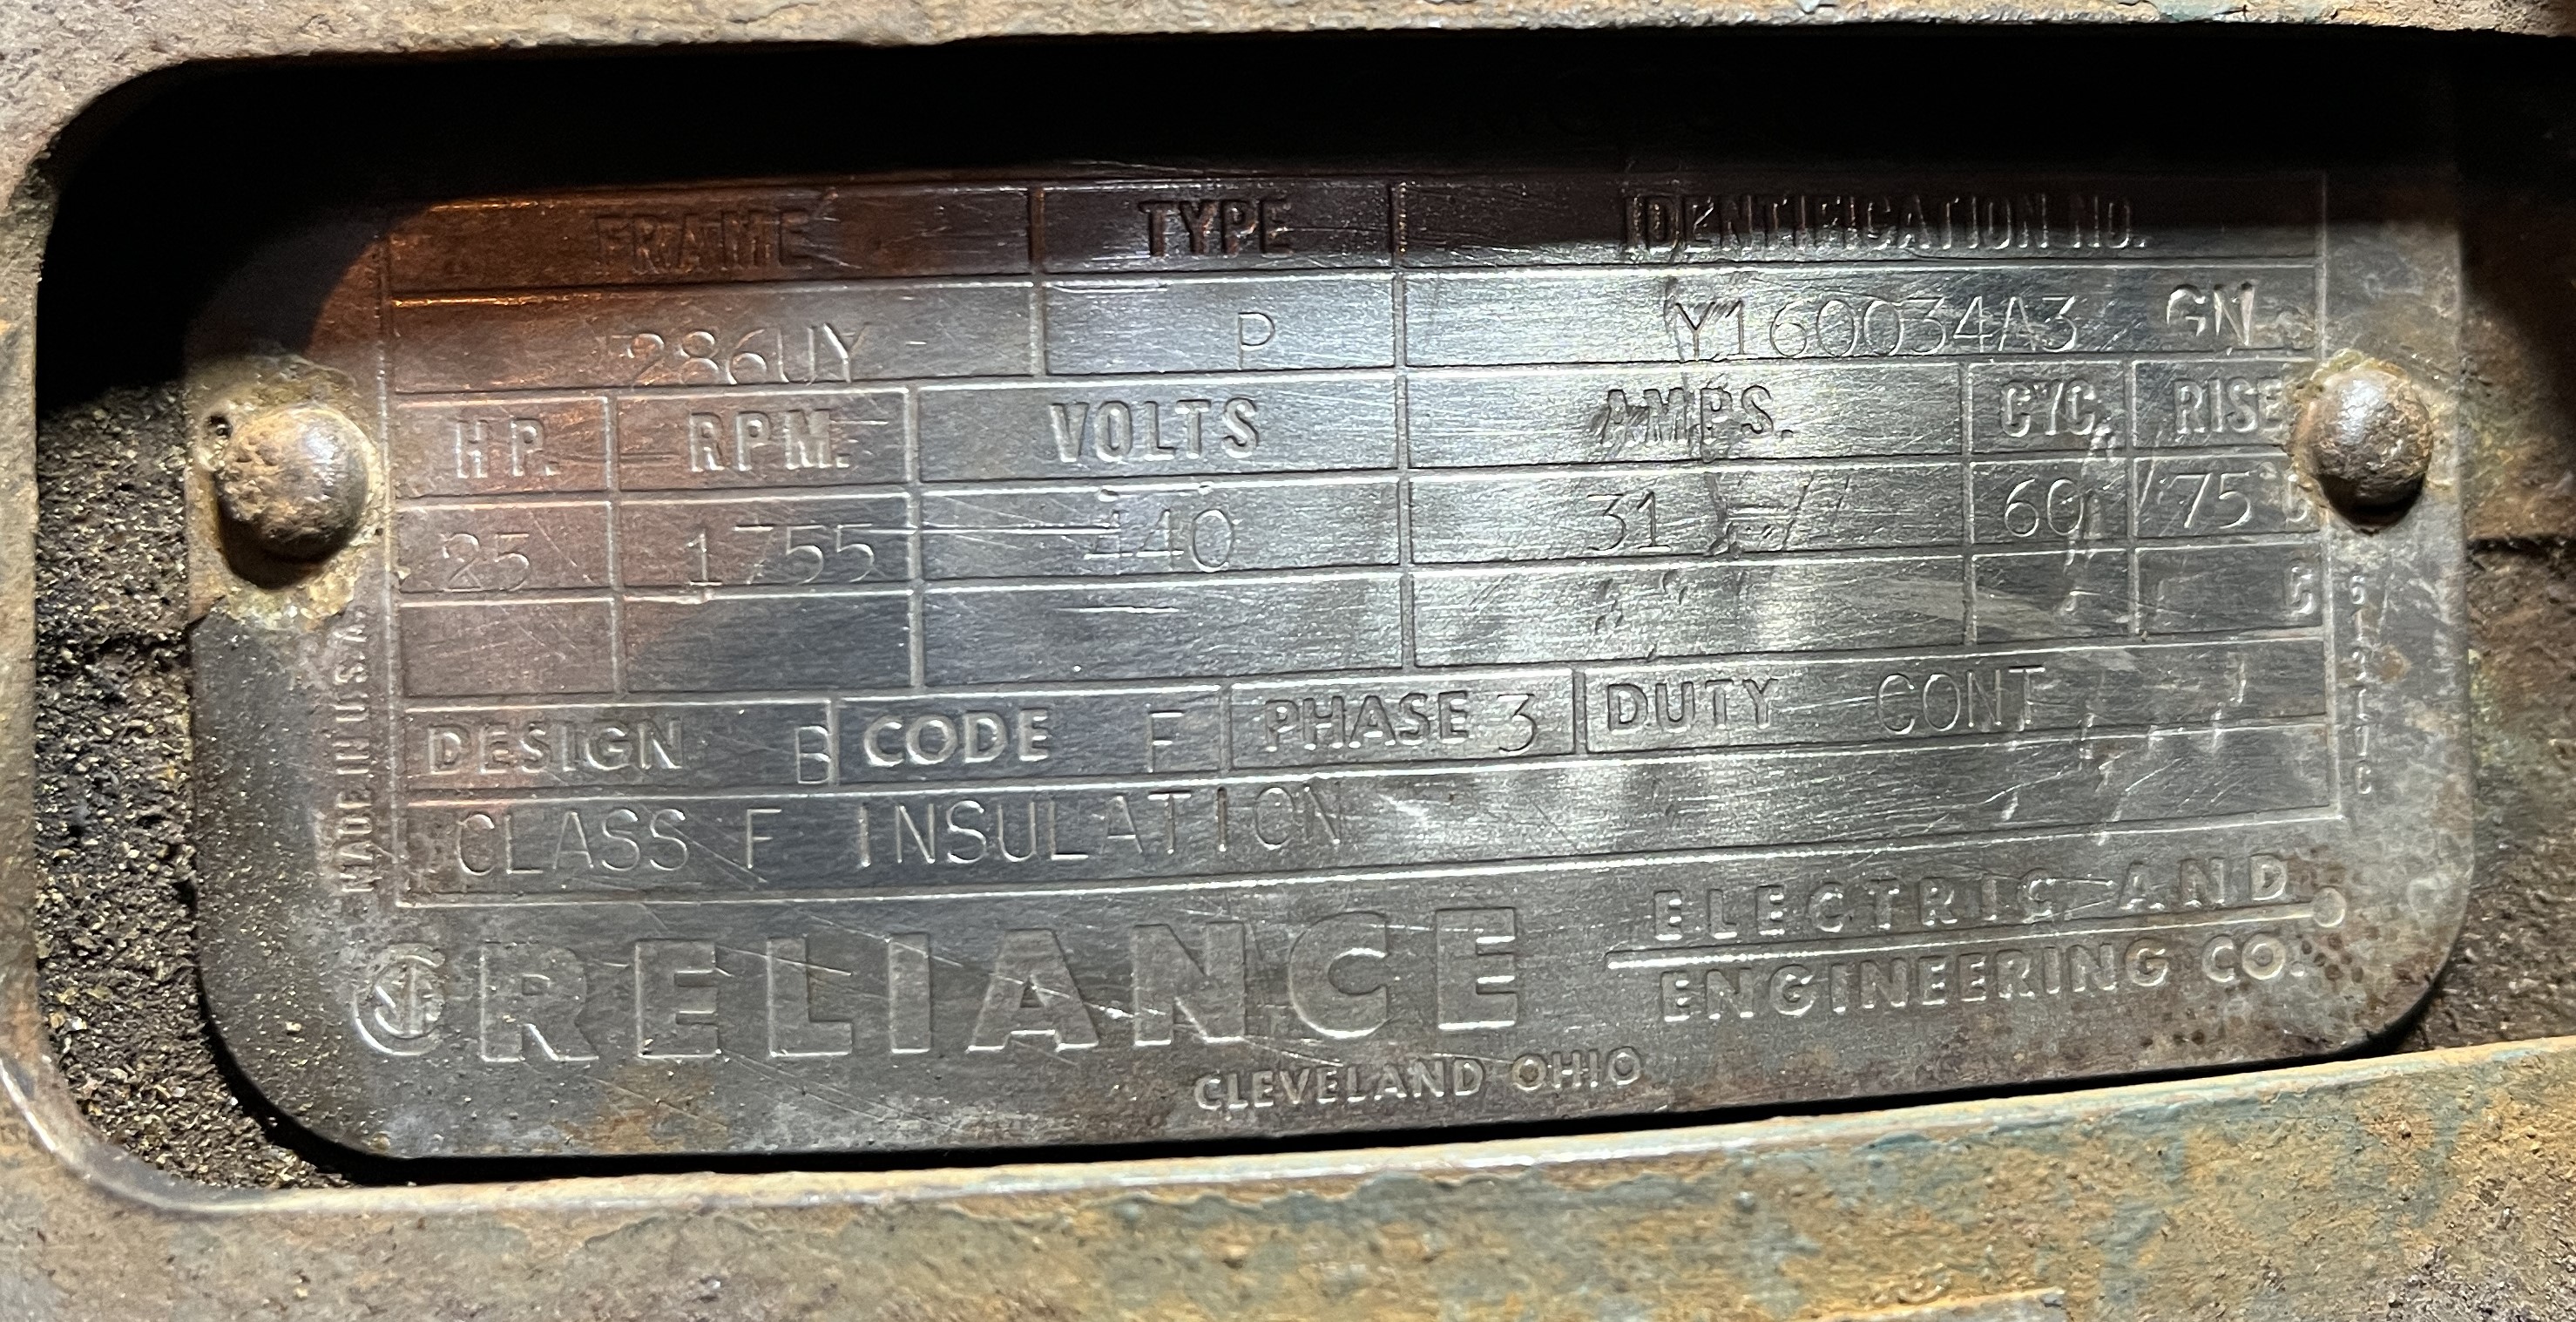 FRAME TYPE IDENTIFICATION NO.
286UY P Y160034A3 GN
HP. RPM. VOLTS AMPS. CYC. RISE
25 1755 440 31 60 75°C
C
DESIGN B CODE F PHASE 3 DUTY CONT
CLASS F INSULATION
MADE IN U.S.A.
RELIANCE ELECTRIC AND
ENGINEERING CO.
CLEVELAND OHIO